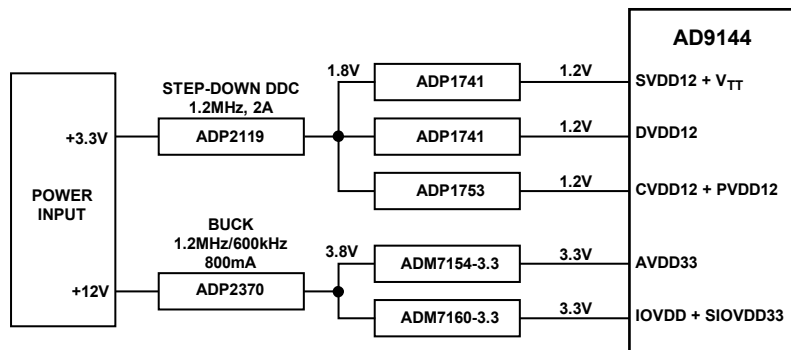 AD9144
POWER
INPUT
+3.3V
+12V
STEP-DOWN DDC
1.2MHz, 2A
ADP2119
1.8V
ADP1741
1.2V
SVDD12 + VTT
ADP1741
1.2V
DVDD12
ADP1753
1.2V
CVDD12 + PVDD12
BUCK
1.2MHz/600kHz
800mA
ADP2370
3.8V
ADM7154-3.3
3.3V
AVDD33
ADM7160-3.3
3.3V
IOVDD + SIOVDD33